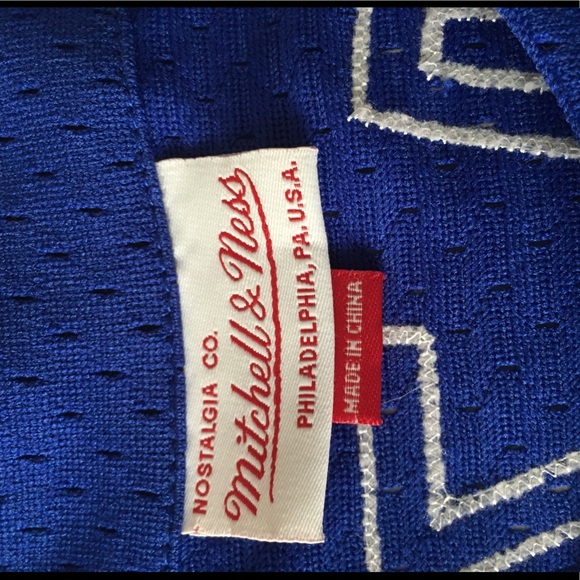 NOSTALGIA CO.
Mitchell & Ness
PHILADELPHIA, PA, U.S.A.
MADE IN CHINA